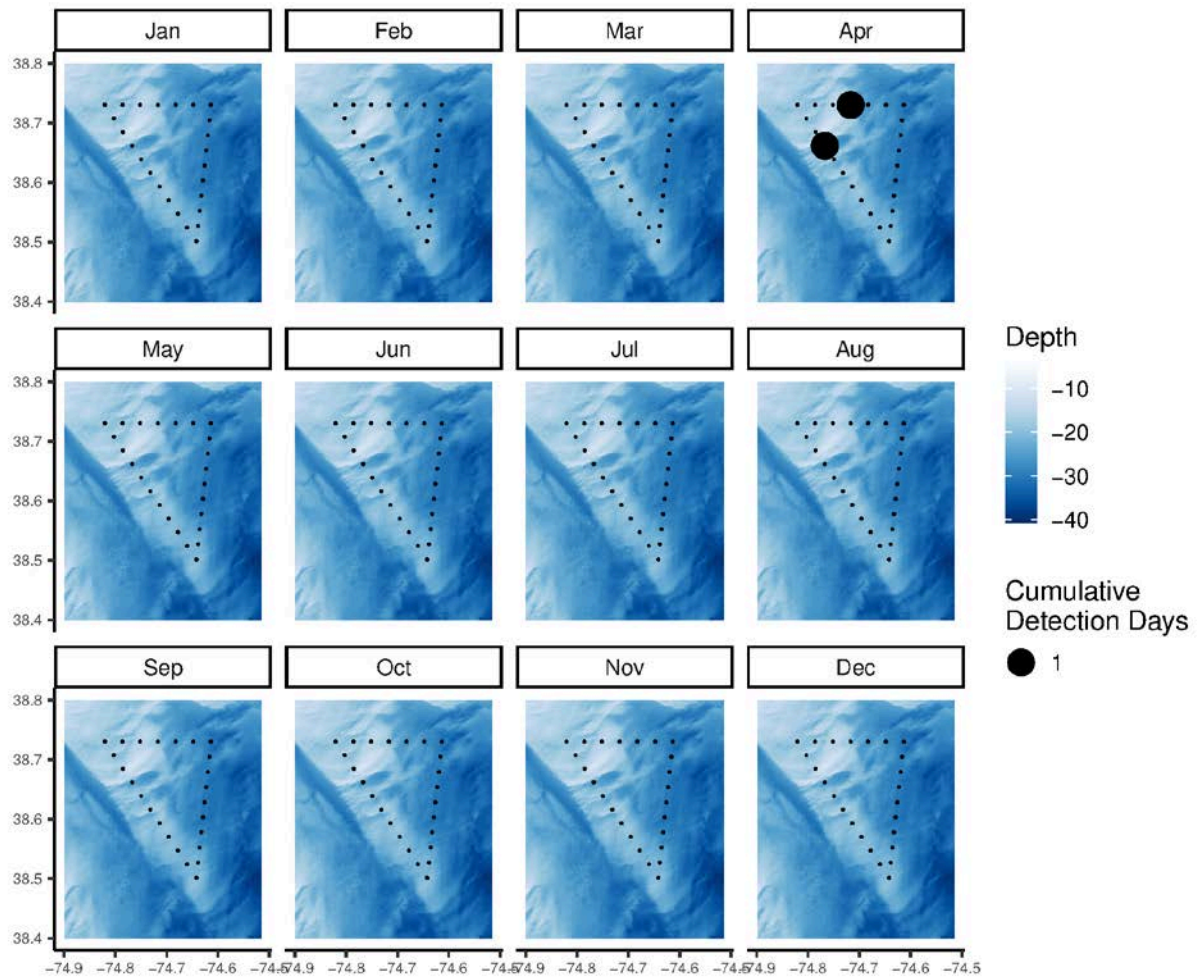 Jan Feb Mar Apr
38.8
38.7
38.6
38.5
38.4
May Jun Jul Aug
38.8
38.7
38.6
38.5
38.4
Sep Oct Nov Dec
38.8
38.7
38.6
38.5
38.4
−74.9 −74.8 −74.7 −74.6 −74.5 −74.9 −74.8 −74.7 −74.6 −74.5 −74.9 −74.8 −74.7 −74.6 −74.5 −74.9 −74.8 −74.7 −74.6 −74.5
Depth
−10
−20
−30
−40
Cumulative
Detection Days
1